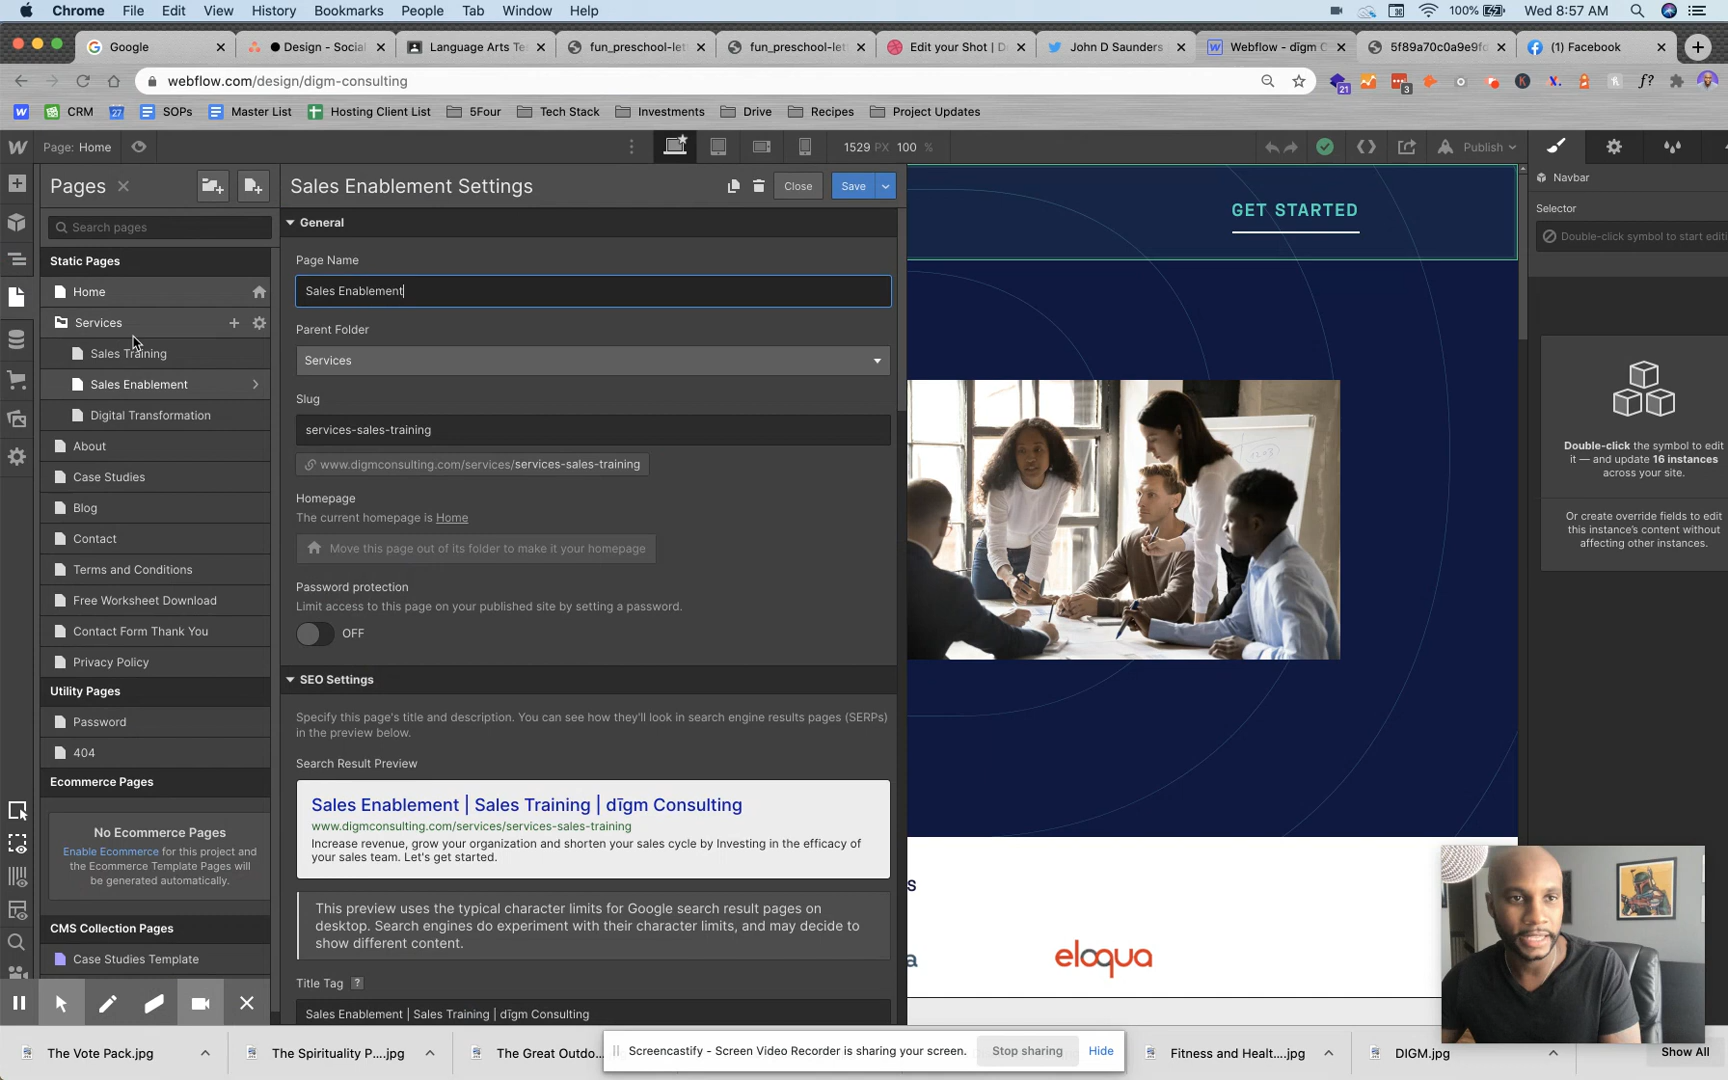 Chrome File Edit View History Bookmarks People Tab Window Help 100% Wed 8:57 AM
Google Design - Social Language Arts Te fun_preschool-let fun_preschool-let Edit your Shot | D John D Saunders Webflow - dīgm C 5f89a70c0a9e9fd (1) Facebook
webflow.com/design/digm-consulting 21 3 f?
CRM 27 SOPs Master List Hosting Client List 5Four Tech Stack Investments Drive Recipes Project Updates
Page: Home 1529 PX 100 % Publish
Pages
Sales Enablement Settings
Close
Save
Navbar
Search pages
General
GET STARTED
Selector
Double-click symbol to start editi
Static Pages
Home
Services
Sales Training
Sales Enablement
Digital Transformation
About
Case Studies
Blog
Contact
Terms and Conditions
Free Worksheet Download
Contact Form Thank You
Privacy Policy
Utility Pages
Password
404
Ecommerce Pages
No Ecommerce Pages
Enable Ecommerce for this project and
the Ecommerce Template Pages will
be generated automatically.
CMS Collection Pages
Case Studies Template
Page Name
Sales Enablement
Parent Folder
Services
Slug
services-sales-training
www.digmconsulting.com/services/services-sales-training
Homepage
The current homepage is Home
Move this page out of its folder to make it your homepage
Password protection
Limit access to this page on your published site by setting a password.
OFF
SEO Settings
Specify this page's title and description. You can see how they'll look in search engine results pages (SERPs)
in the preview below.
Search Result Preview
Sales Enablement | Sales Training | dīgm Consulting
www.digmconsulting.com/services/services-sales-training
Increase revenue, grow your organization and shorten your sales cycle by Investing in the efficacy of
your sales team. Let's get started.
This preview uses the typical character limits for Google search result pages on
desktop. Search engines do experiment with their character limits, and may decide to
show different content.
Title Tag ?
Sales Enablement | Sales Training | dīgm Consulting
Double-click the symbol to edit
it — and update 16 instances
across your site.
Or create override fields to edit
this instance's content without
affecting other instances.
S
a
eloqua
The Vote Pack.jpg The Spirituality P....jpg The Great Outdo... Screencastify - Screen Video Recorder is sharing your screen. Stop sharing Hide Fitness and Healt....jpg DIGM.jpg Show All